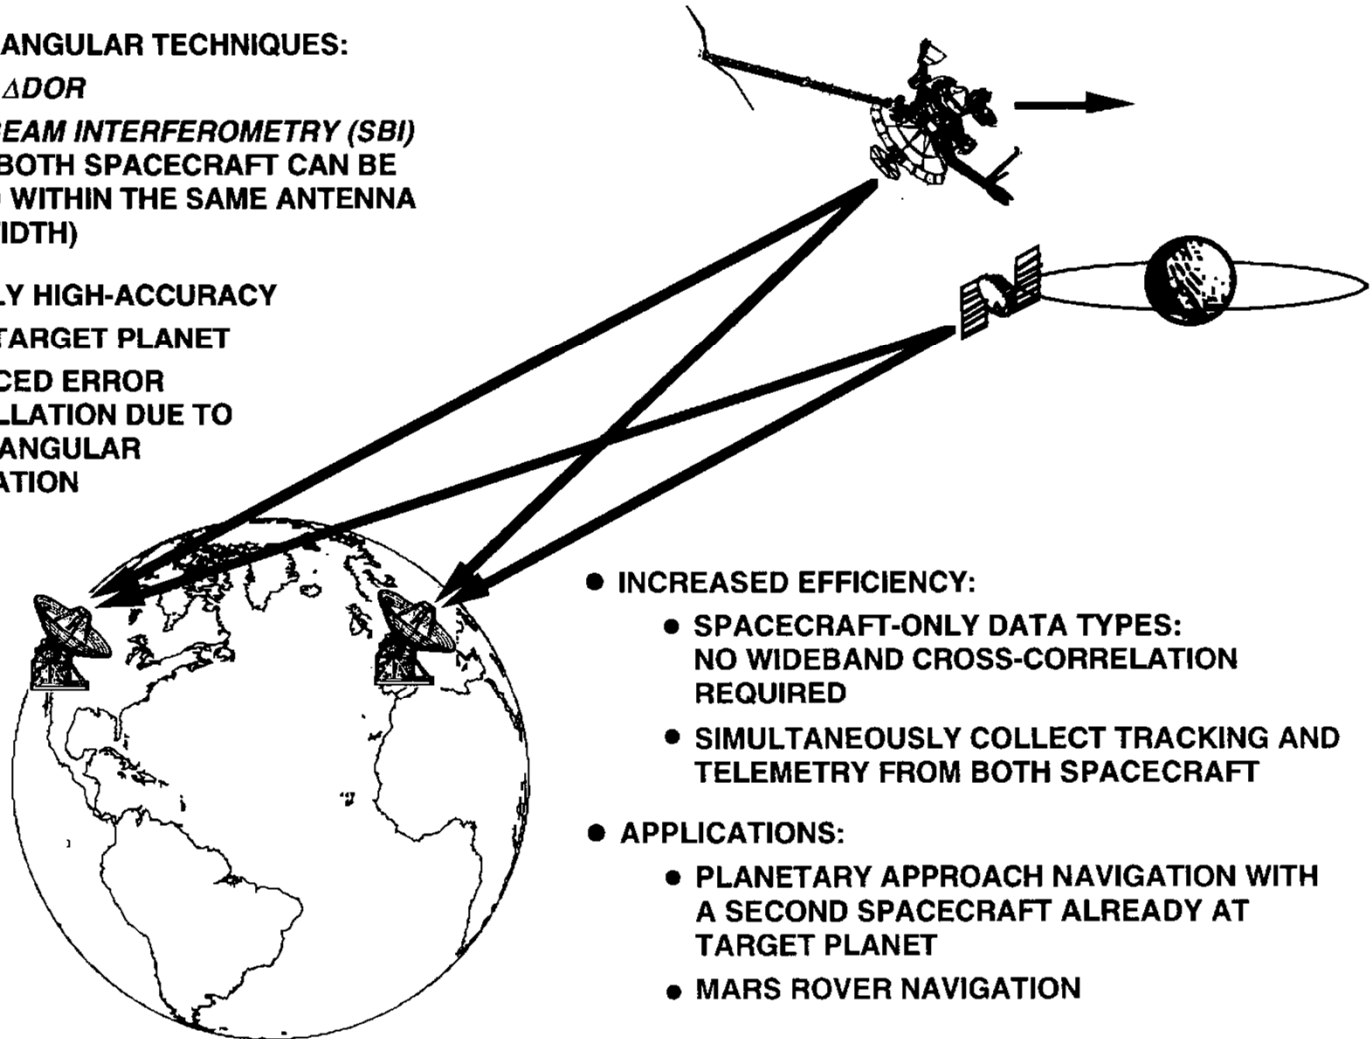 ANGULAR TECHNIQUES:
ΔDOR
BEAM INTERFEROMETRY (SBI)
BOTH SPACECRAFT CAN BE
WITHIN THE SAME ANTENNA
IDTH)
LY HIGH-ACCURACY
TARGET PLANET
CED ERROR
LLATION DUE TO
ANGULAR
ATION
● INCREASED EFFICIENCY:
● SPACECRAFT-ONLY DATA TYPES:
NO WIDEBAND CROSS-CORRELATION
REQUIRED
● SIMULTANEOUSLY COLLECT TRACKING AND
TELEMETRY FROM BOTH SPACECRAFT
● APPLICATIONS:
● PLANETARY APPROACH NAVIGATION WITH
A SECOND SPACECRAFT ALREADY AT
TARGET PLANET
● MARS ROVER NAVIGATION